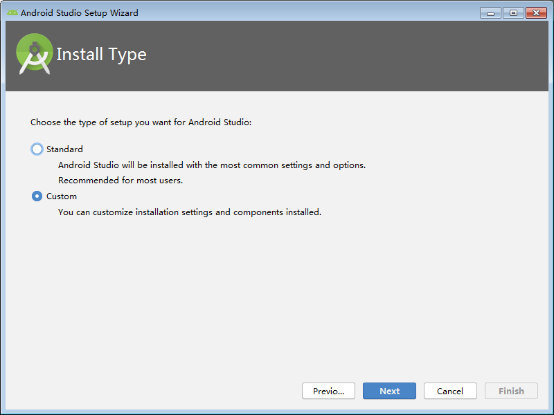 Android Studio Setup Wizard
Install Type
Choose the type of setup you want for Android Studio:
Standard
Android Studio will be installed with the most common settings and options.
Recommended for most users.
Custom
You can customize installation settings and components installed.
Previo... Next Cancel Finish